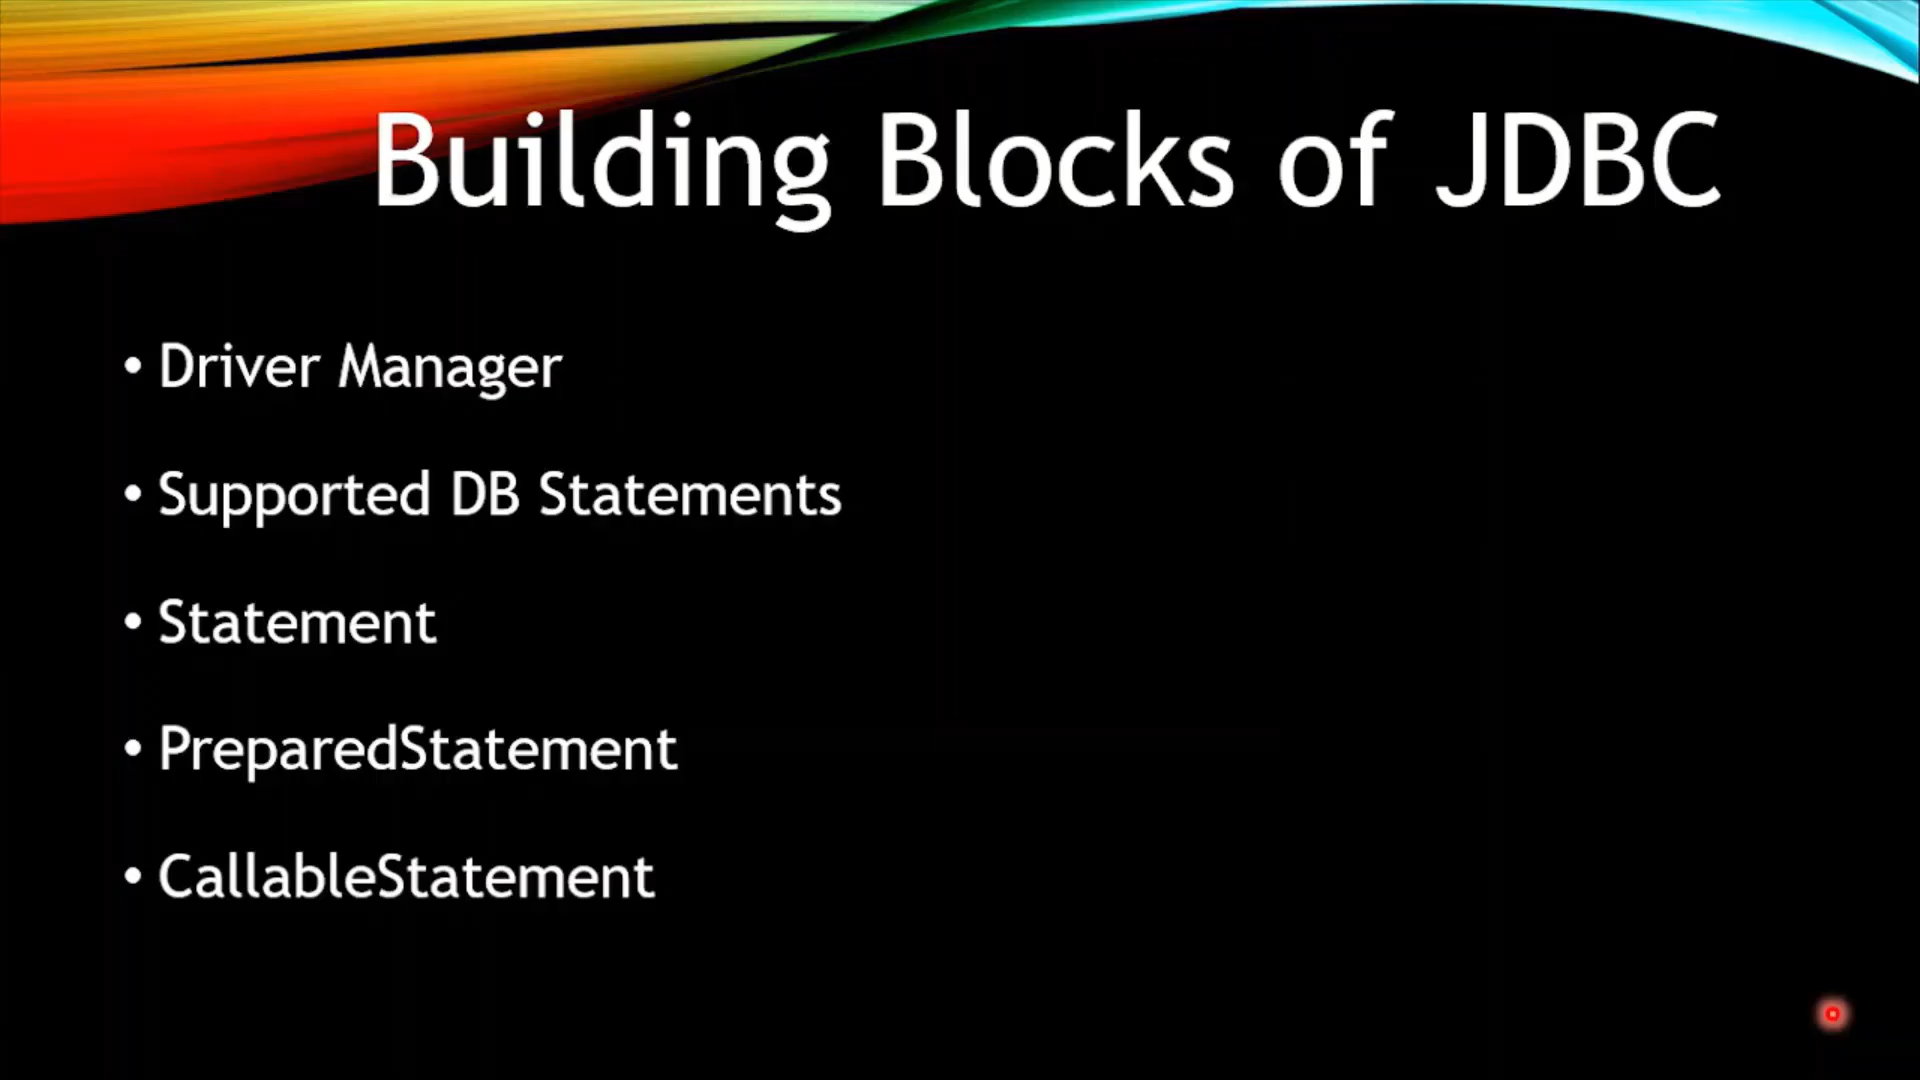 Building Blocks of JDBC
• Driver Manager
• Supported DB Statements
• Statement
• PreparedStatement
• CallableStatement